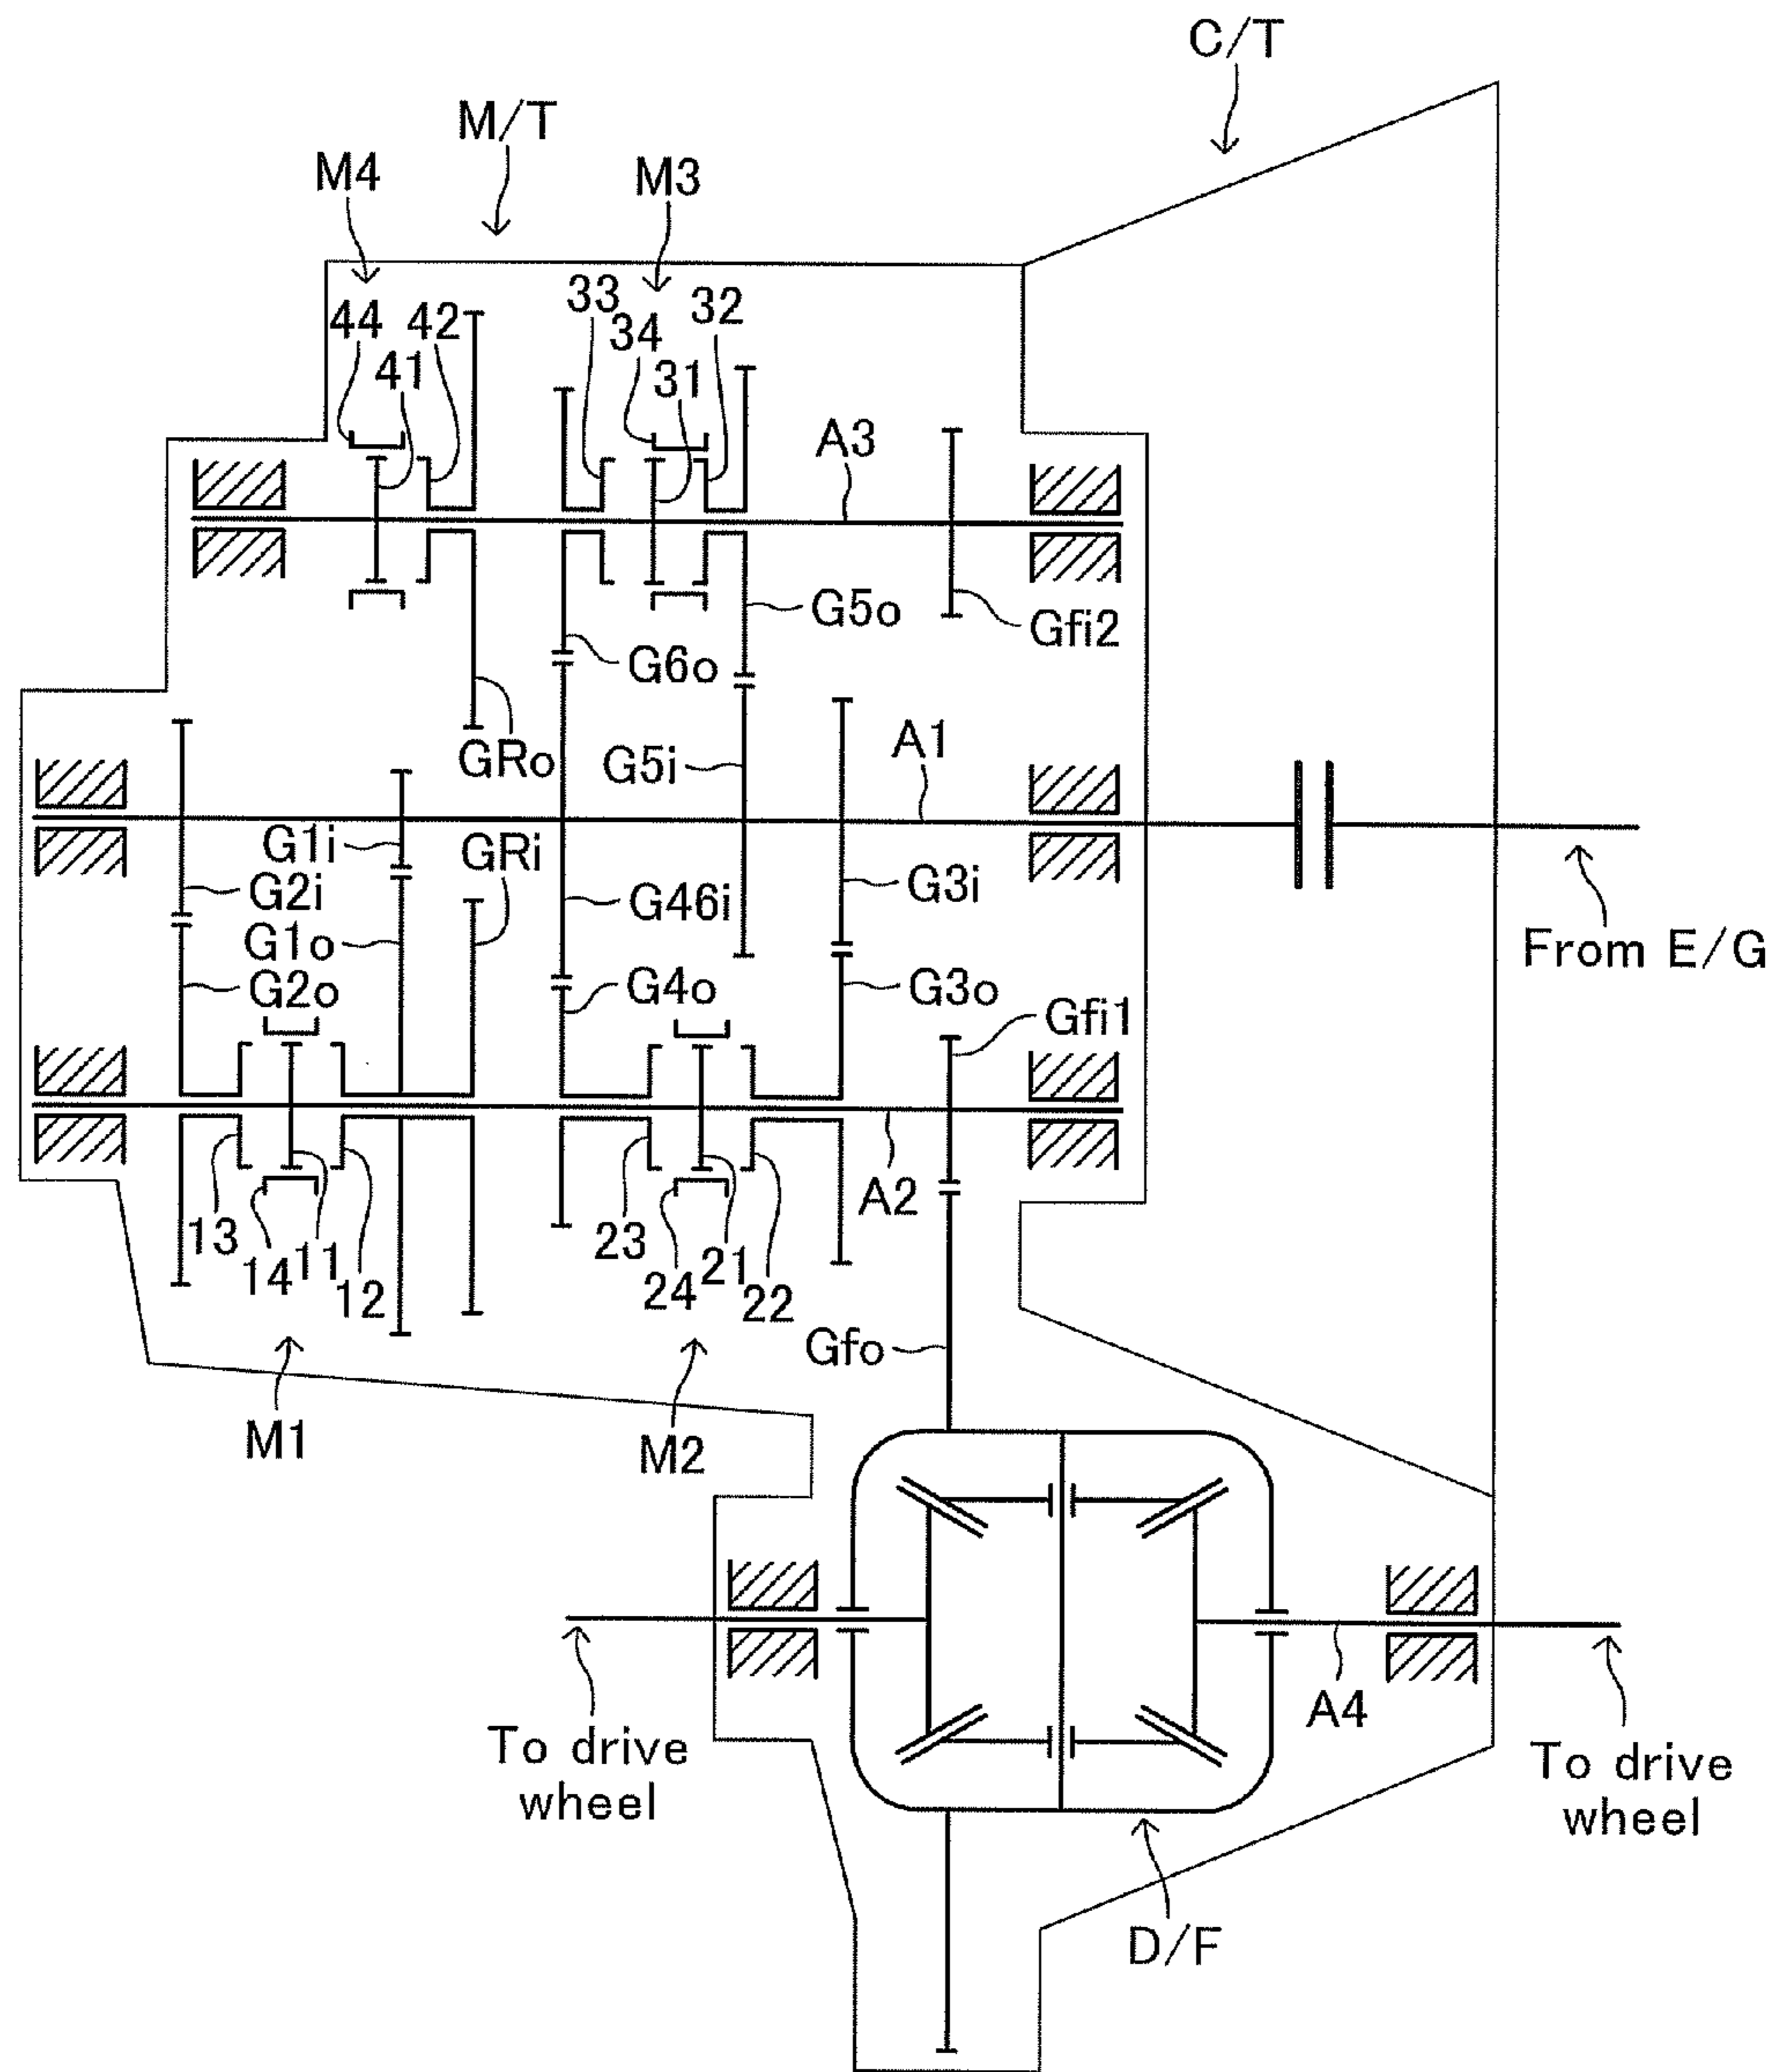 C/T
M/T
M4
M3
33
32
44
42
34
41
31
A3
G5o
Gfi2
G6o
GRo
G5i
A1
G1i
GRi
G2i
G46i
G3i
G1o
From E/G
G2o
G4o
G3o
Gfi1
A2
13
14
11
12
23
24
21
22
Gfo
M1
M2
A4
To drive
wheel
To drive
wheel
D/F